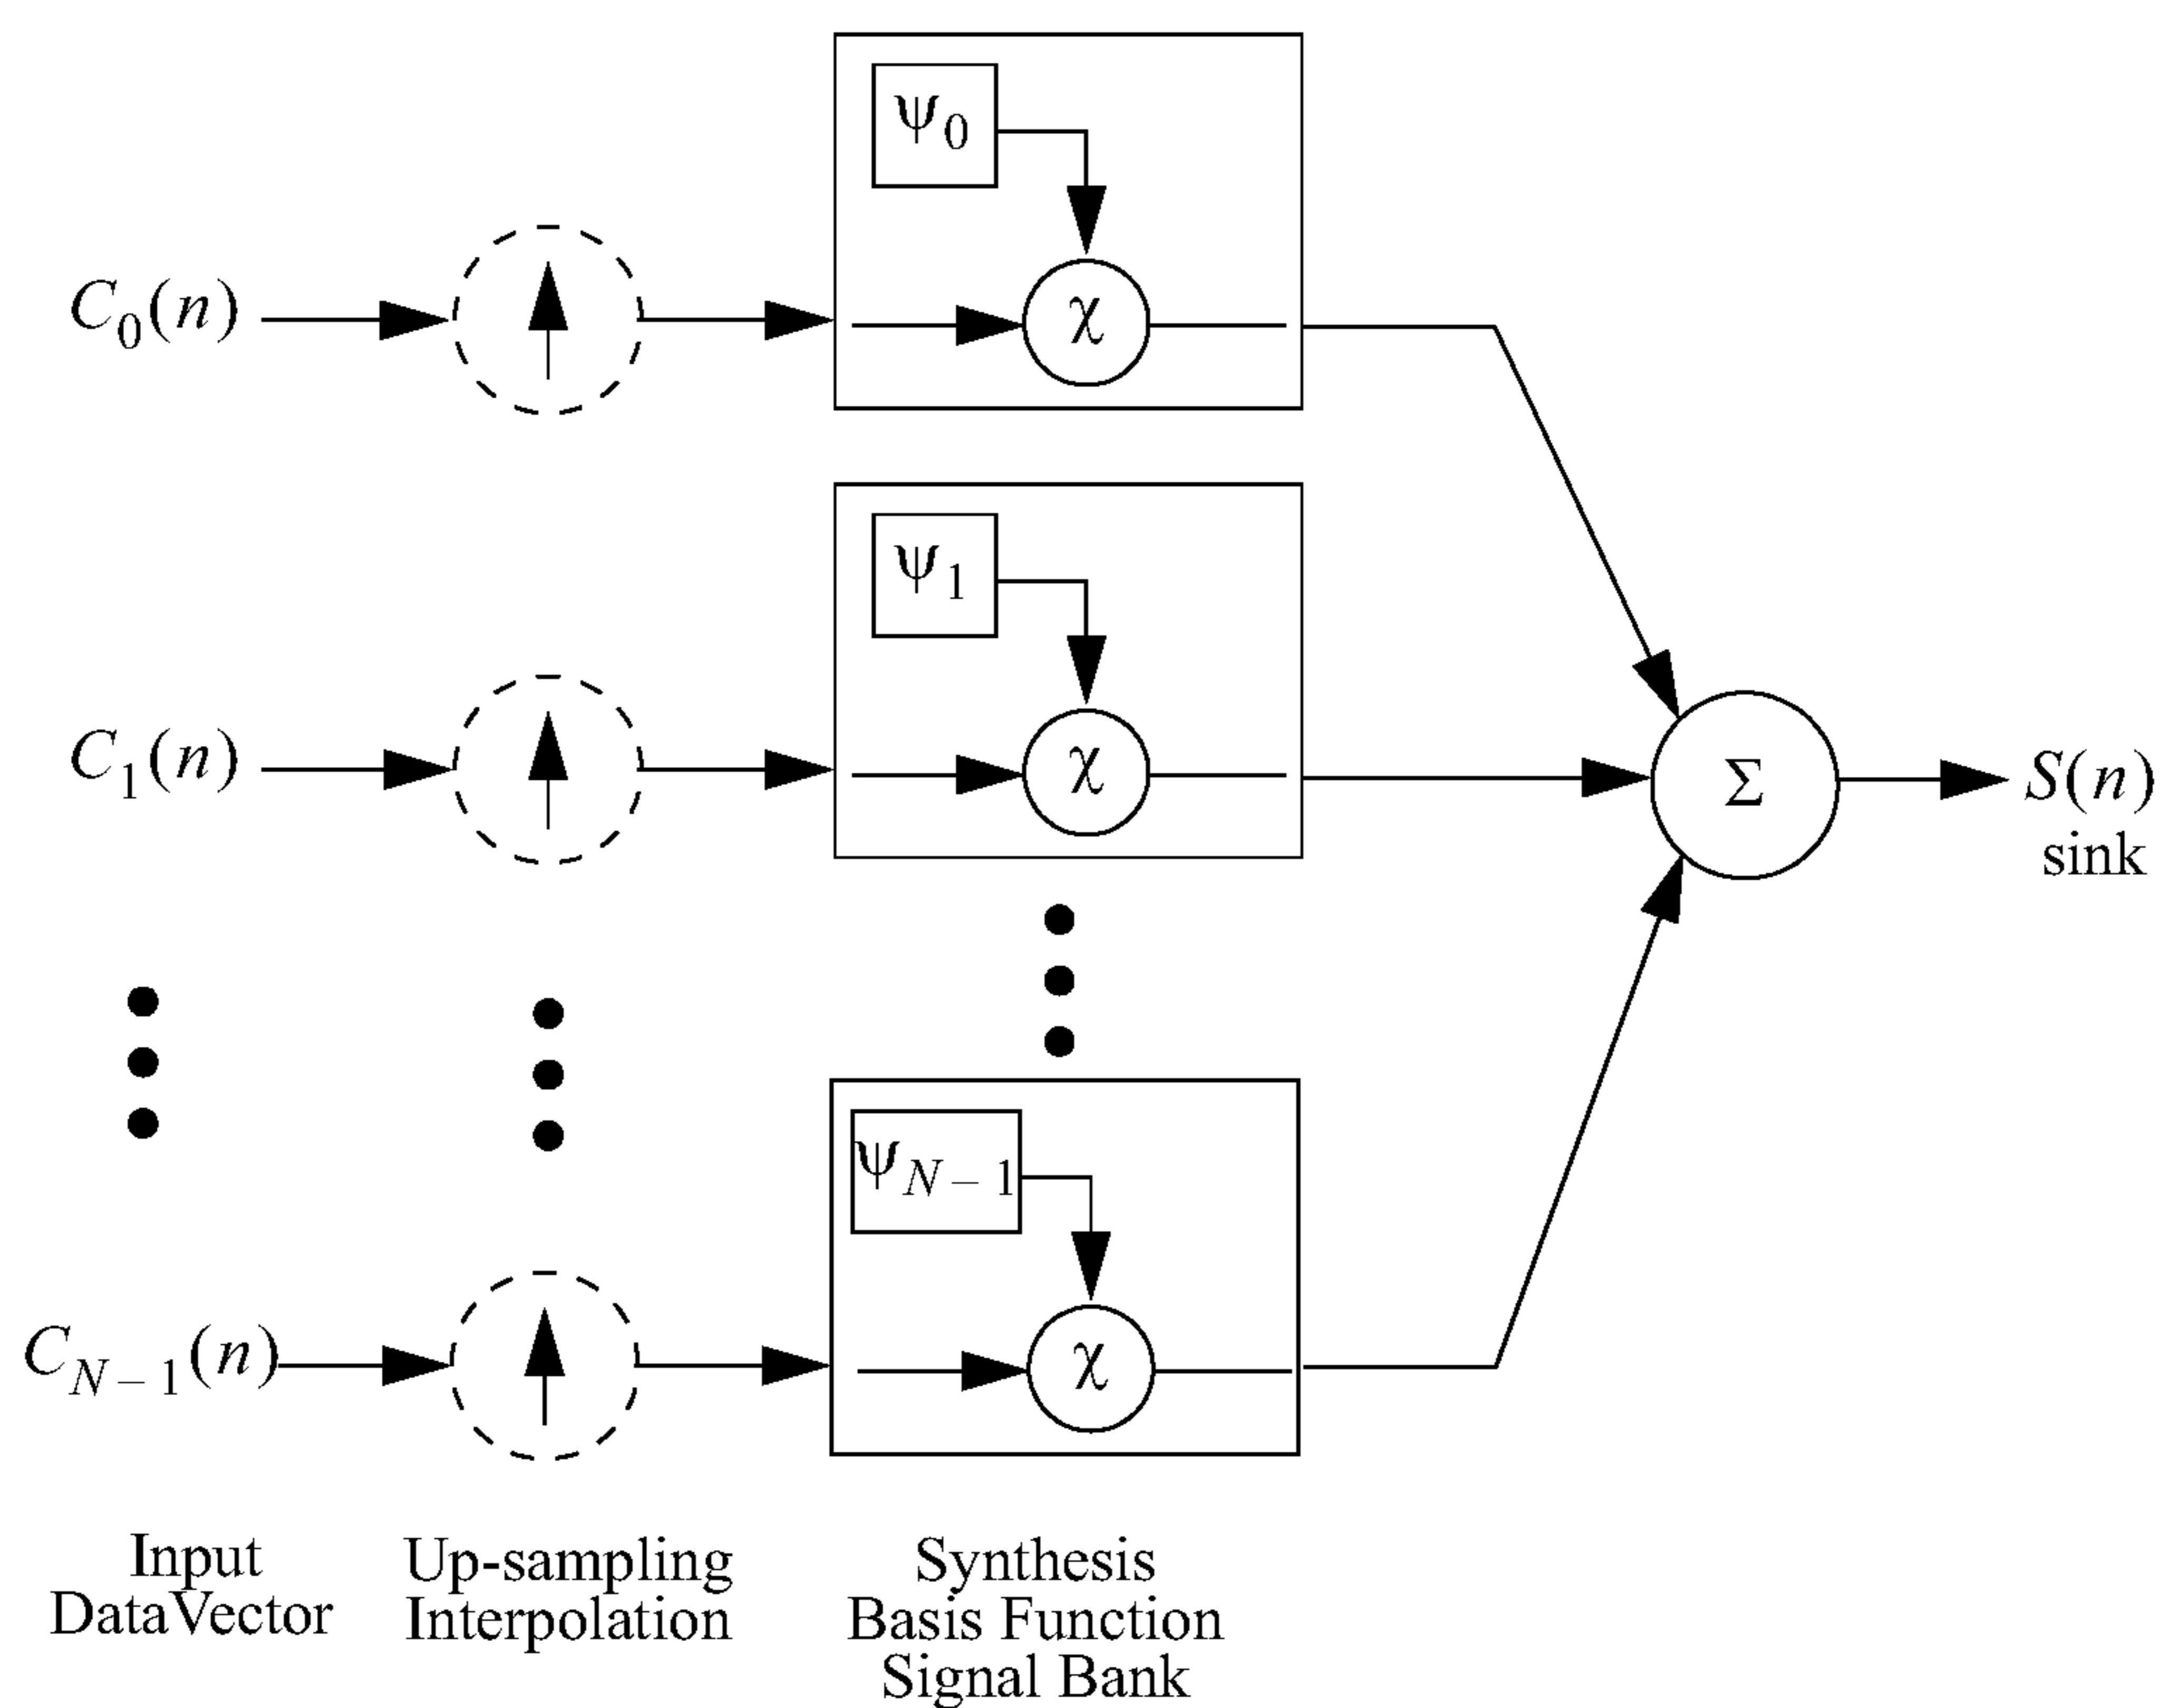 ψ0
C0(n)
χ
ψ1
C1(n)
χ
Σ
S(n)
sink
ψN – 1
CN – 1(n)
χ
Input
DataVector
Up-sampling
Interpolation
Synthesis
Basis Function
Signal Bank